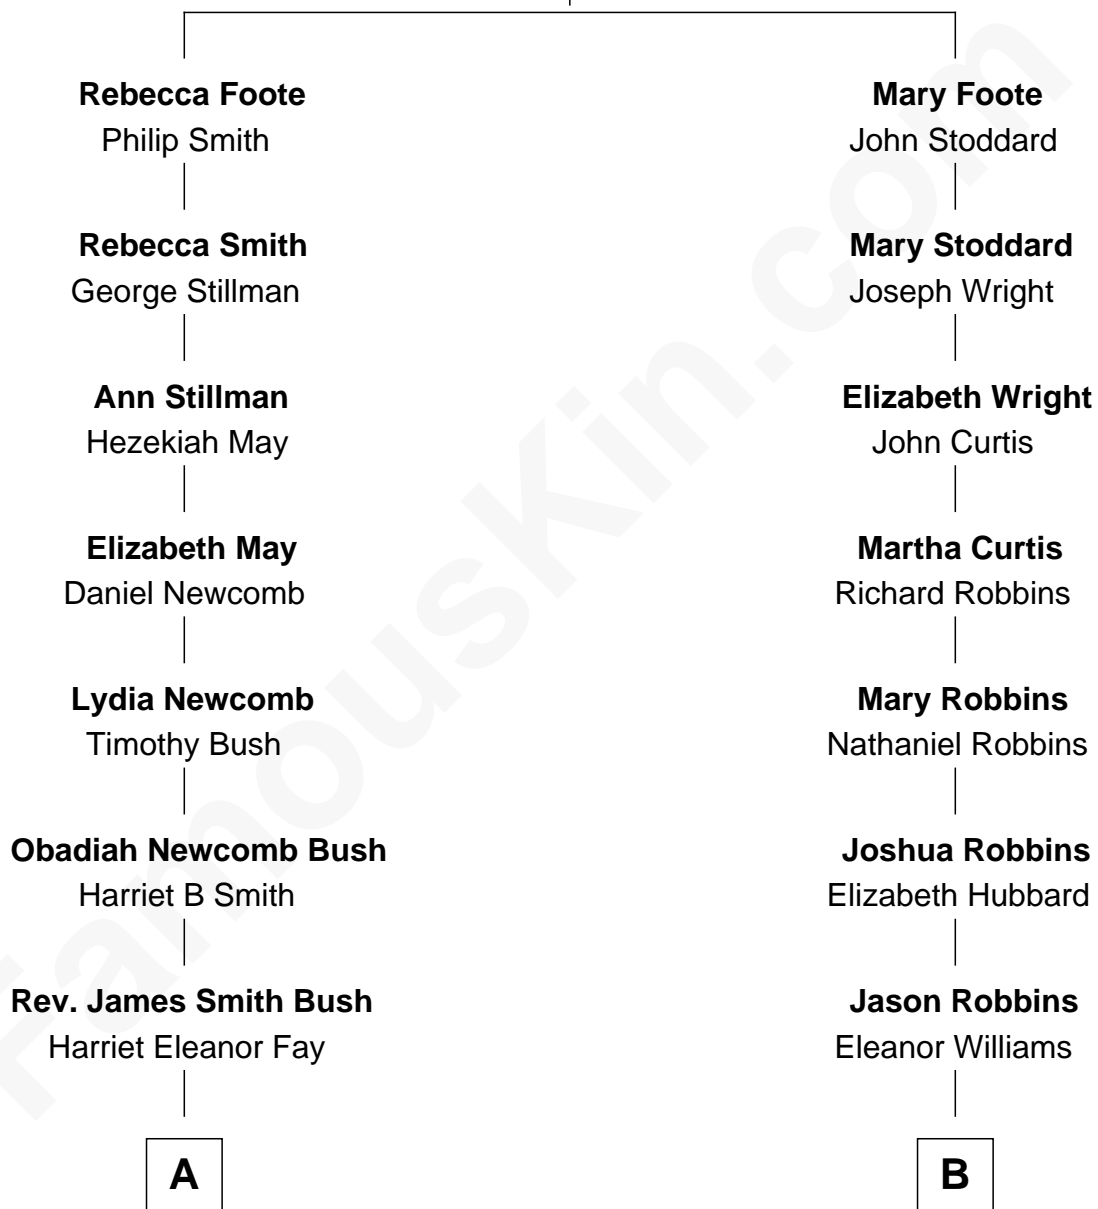 Rebecca Foote
Philip Smith
Rebecca Smith
George Stillman
Ann Stillman
Hezekiah May
Elizabeth May
Daniel Newcomb
Lydia Newcomb
Timothy Bush
Obadiah Newcomb Bush
Harriet B Smith
Rev. James Smith Bush
Harriet Eleanor Fay
A
Mary Foote
John Stoddard
Mary Stoddard
Joseph Wright
Elizabeth Wright
John Curtis
Martha Curtis
Richard Robbins
Mary Robbins
Nathaniel Robbins
Joshua Robbins
Elizabeth Hubbard
Jason Robbins
Eleanor Williams
B
FamousKin.com